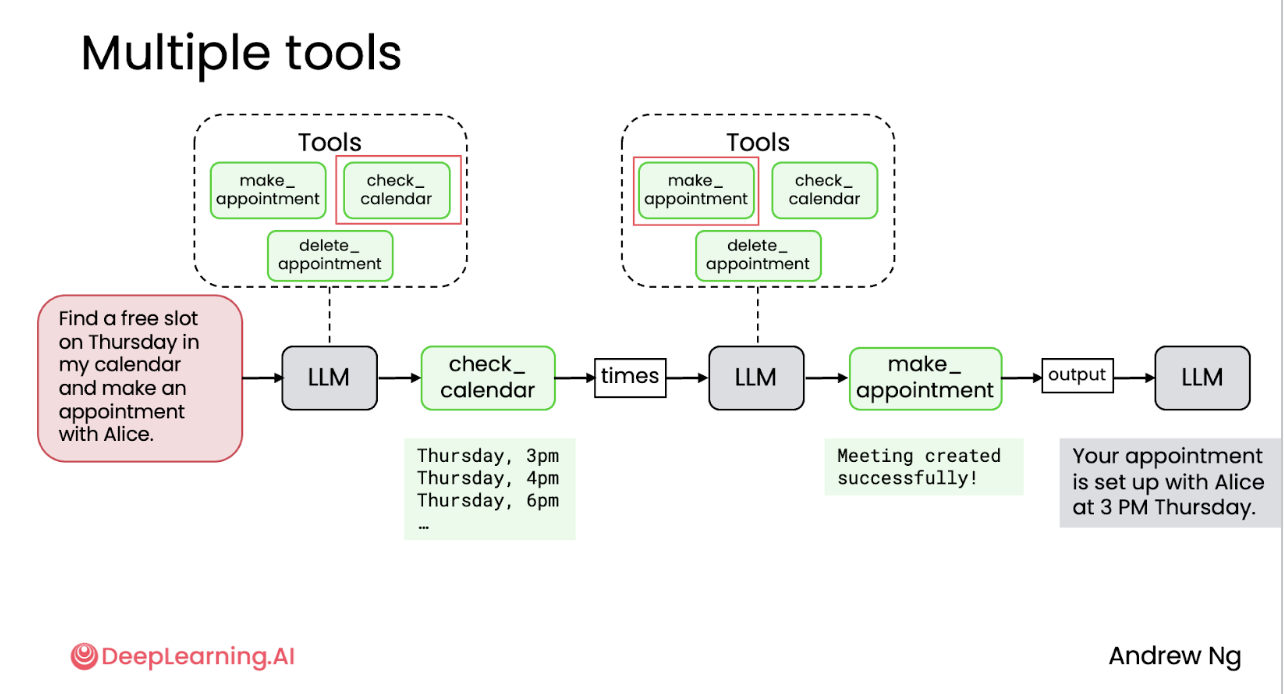 Multiple tools
Tools
make_
appointment
check_
calendar
delete_
appointment
Tools
make_
appointment
check_
calendar
delete_
appointment
Find a free slot
on Thursday in
my calendar
and make an
appointment
with Alice.
LLM
check_
calendar
times
LLM
make_
appointment
output
LLM
Thursday, 3pm
Thursday, 4pm
Thursday, 6pm
…
Meeting created
successfully!
Your appointment
is set up with Alice
at 3 PM Thursday.
DeepLearning.AI
Andrew Ng